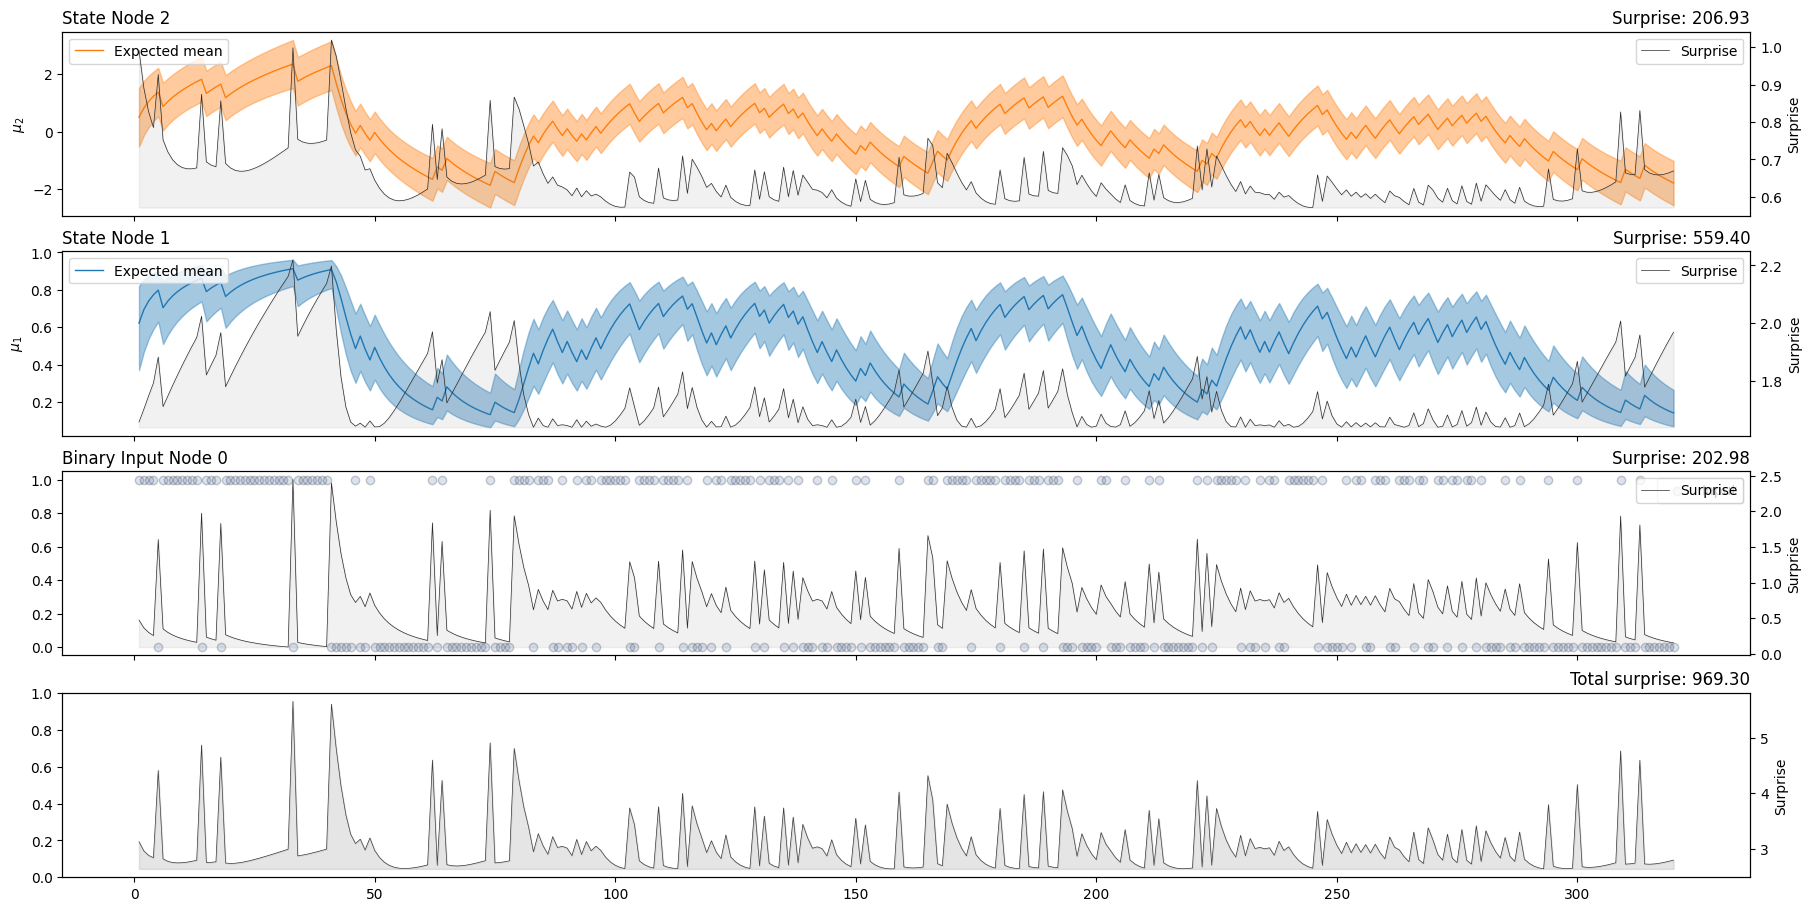 State Node 2
Surprise: 206.93
Expected mean
Surprise
2
0
−2
μ2
1.0
0.9
0.8
0.7
0.6
Surprise
State Node 1
Surprise: 559.40
Expected mean
Surprise
1.0
0.8
0.6
0.4
0.2
μ1
2.2
2.0
1.8
Surprise
Binary Input Node 0
Surprise: 202.98
Surprise
1.0
0.8
0.6
0.4
0.2
0.0
2.5
2.0
1.5
1.0
0.5
0.0
Surprise
Total surprise: 969.30
1.0
0.8
0.6
0.4
0.2
0.0
5
4
3
Surprise
0
50
100
150
200
250
300